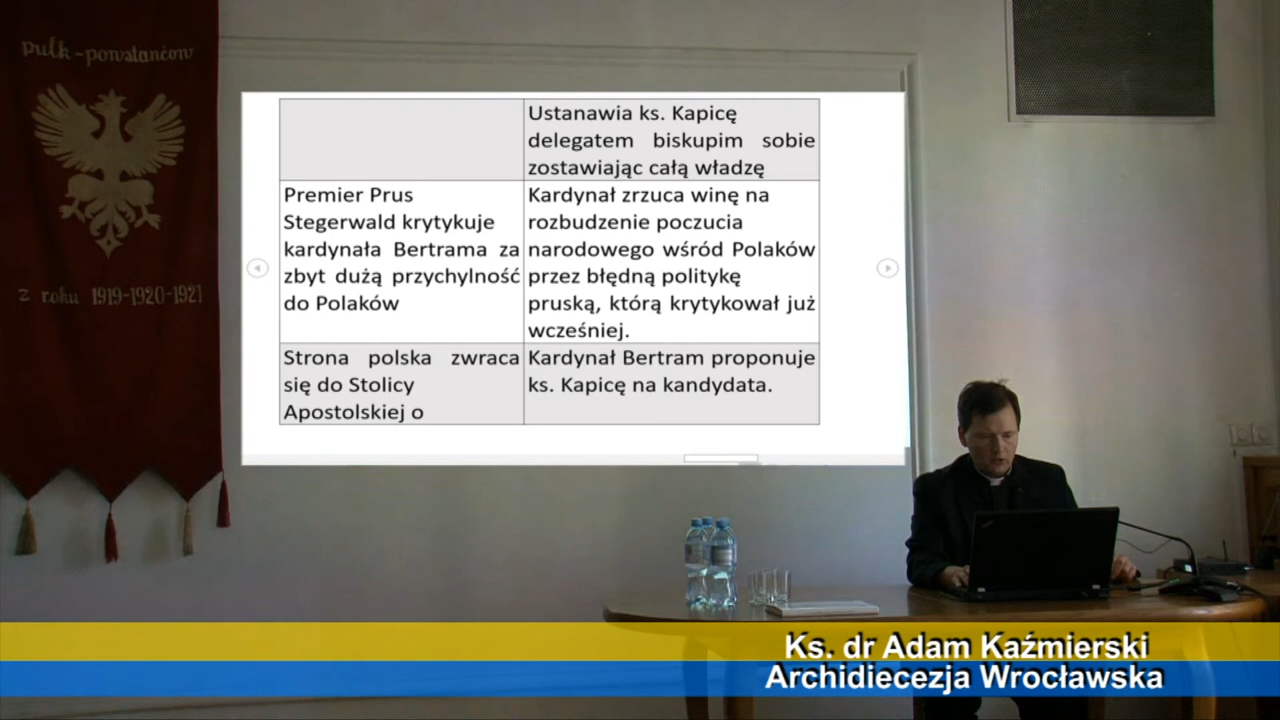 pułk-powstańców
z roku 1919-1920-1921
Ustanawia ks. Kapicę
delegatem biskupim sobie
zostawiając całą władzę
Premier Prus
Stegerwald krytykuje
kardynała Bertrama za
zbyt dużą przychylność
do Polaków
Kardynał zrzuca winę na
rozbudzenie poczucia
narodowego wśród Polaków
przez błędną politykę
pruską, którą krytykował już
wcześniej.
Strona polska zwraca
się do Stolicy
Apostolskiej o
Kardynał Bertram proponuje
ks. Kapicę na kandydata.
Ks. dr Adam Kaźmierski
Archidiecezja Wrocławska